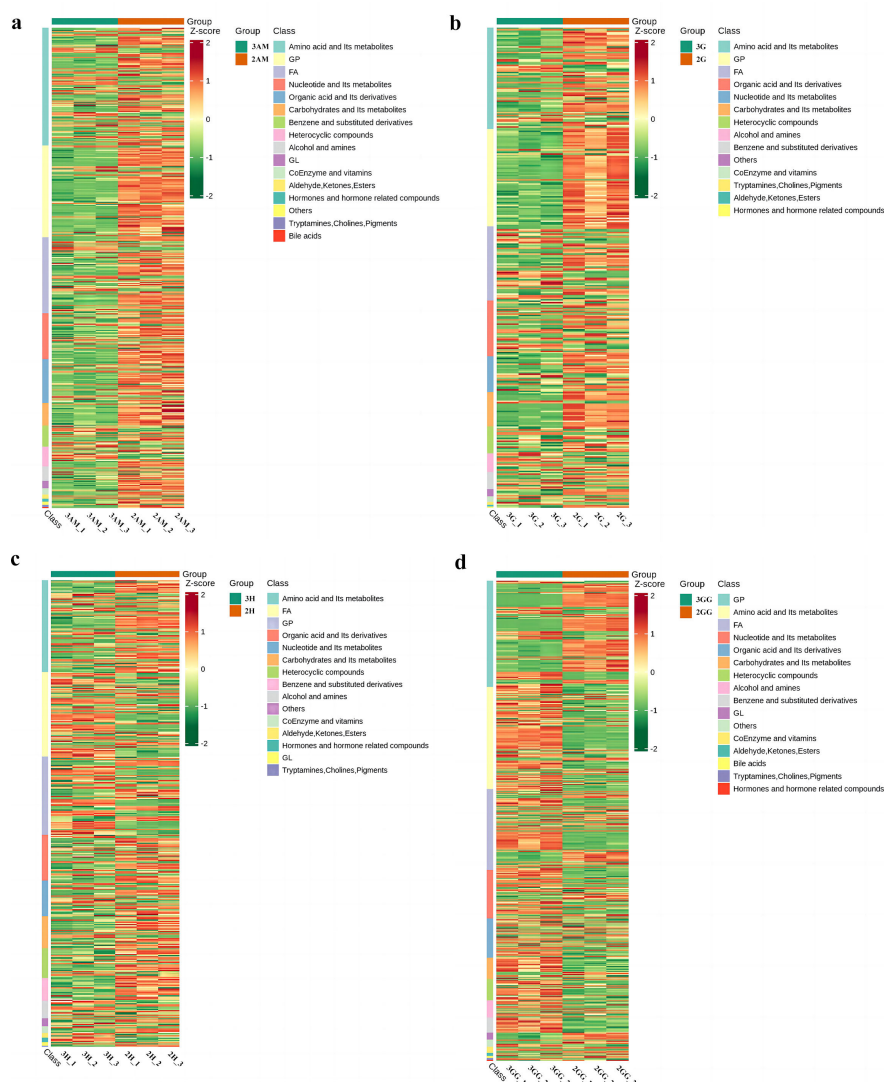 a
Group
Z-score
2
1
0
-1
-2
Group
3AM
2AM
Class
Amino acid and Its metabolites
GP
FA
Nucleotide and Its metabolites
Organic acid and Its derivatives
Carbohydrates and Its metabolites
Benzene and substituted derivatives
Heterocyclic compounds
Alcohol and amines
GL
CoEnzyme and vitamins
Aldehyde,Ketones,Esters
Hormones and hormone related compounds
Others
Tryptamines,Cholines,Pigments
Bile acids
Class
3AM_1
3AM_2
3AM_3
2AM_1
2AM_2
2AM_3
b
Group
Z-score
2
1
0
-1
-2
Group
3G
2G
Class
Amino acid and Its metabolites
GP
FA
Organic acid and Its derivatives
Nucleotide and Its metabolites
Carbohydrates and Its metabolites
Heterocyclic compounds
Alcohol and amines
Benzene and substituted derivatives
Others
CoEnzyme and vitamins
Tryptamines,Cholines,Pigments
Aldehyde,Ketones,Esters
Hormones and hormone related compounds
Class
3G_1
3G_2
3G_3
2G_1
2G_2
2G_3
c
Group
Z-score
2
1
0
-1
-2
Group
3H
2H
Class
Amino acid and Its metabolites
FA
GP
Organic acid and Its derivatives
Nucleotide and Its metabolites
Carbohydrates and Its metabolites
Heterocyclic compounds
Benzene and substituted derivatives
Alcohol and amines
Others
CoEnzyme and vitamins
Aldehyde,Ketones,Esters
Hormones and hormone related compounds
GL
Tryptamines,Cholines,Pigments
Class
3H_1
3H_2
3H_3
2H_1
2H_2
2H_3
d
Group
Z-score
2
1
0
-1
-2
Group
3GG
2GG
Class
GP
Amino acid and Its metabolites
FA
Nucleotide and Its metabolites
Organic acid and Its derivatives
Carbohydrates and Its metabolites
Heterocyclic compounds
Alcohol and amines
Benzene and substituted derivatives
GL
Others
CoEnzyme and vitamins
Aldehyde,Ketones,Esters
Bile acids
Tryptamines,Cholines,Pigments
Hormones and hormone related compounds
Class